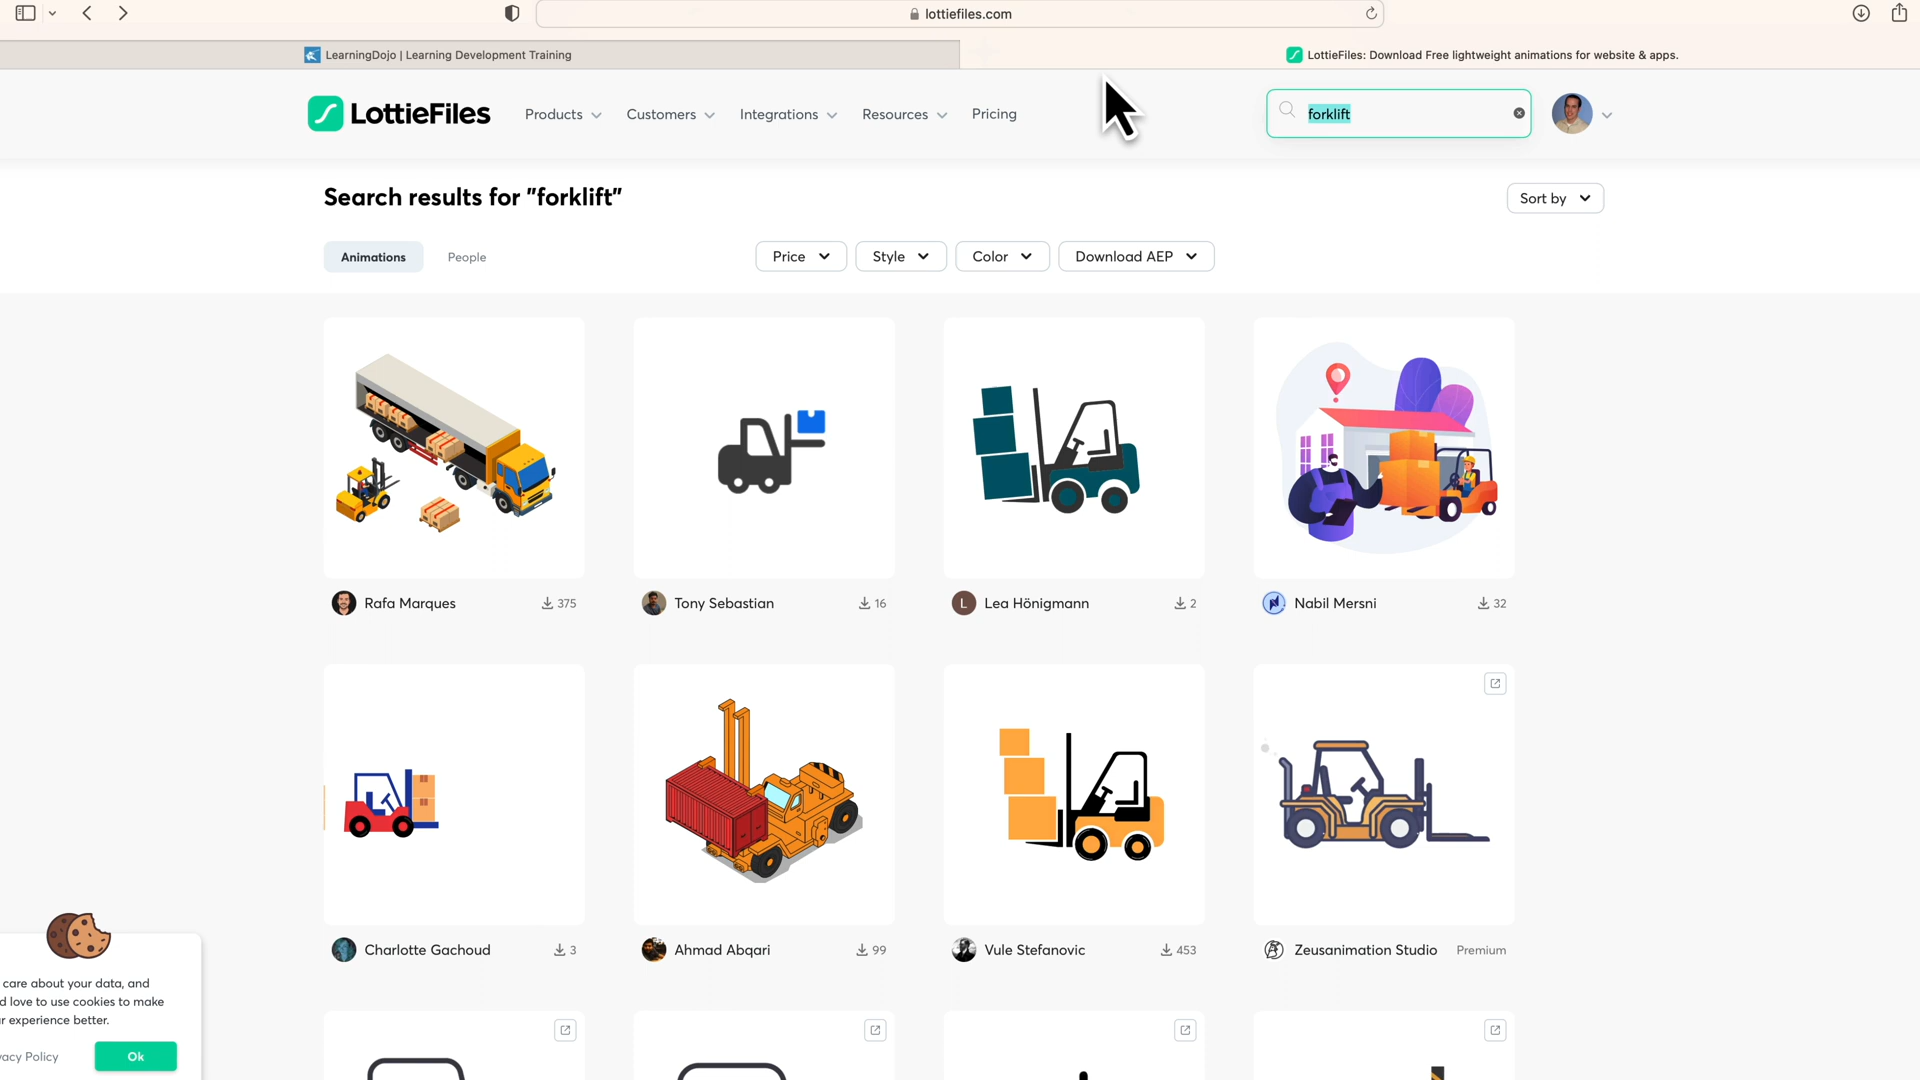 lottiefiles.com
LearningDojo | Learning Development Training
LottieFiles: Download Free lightweight animations for website & apps.
LottieFiles
Products
Customers
Integrations
Resources
Pricing
forklift
Search results for "forklift"
Sort by
Animations
People
Price
Style
Color
Download AEP
Rafa Marques
375
Tony Sebastian
16
L
Lea Hönigmann
2
Nabil Mersni
32
Charlotte Gachoud
3
Ahmad Abqari
99
Vule Stefanovic
453
Zeusanimation Studio
Premium
care about your data, and
d love to use cookies to make
r experience better.
acy Policy
Ok